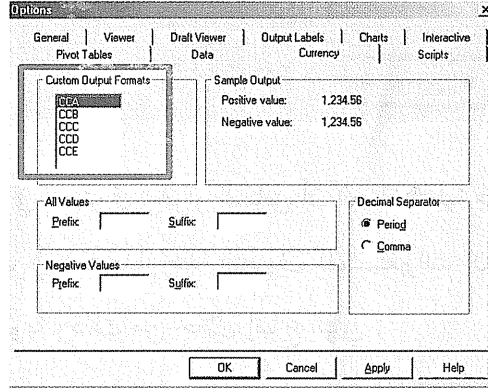 Options
General Viewer Draft Viewer Output Labels Charts Interactive
Pivot Tables Data Currency Scripts
Custom Output Formats
CCA
CCB
CCC
CCD
CCE
Sample Output
Positive value: 1,234.56
Negative value: 1,234.56
All Values
Prefix: Suffix:
Negative Values
Prefix: Suffix:
Decimal Separator
Period
Comma
OK Cancel Apply Help